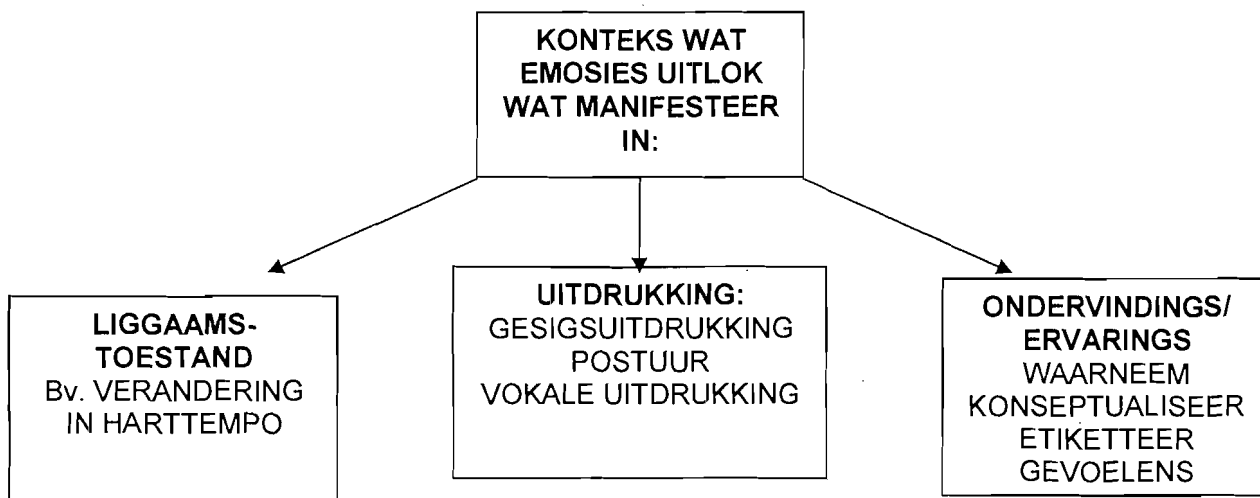 KONTEKS WAT
EMOSIES UITLOK
WAT MANIFESTEER
IN:
LIGGAAMS-
TOESTAND
Bv. VERANDERING
IN HARTTEMPO
UITDRUKKING:
GESIGSUITDRUKKING
POSTUUR
VOKALE UITDRUKKING
ONDERVINDINGS/
ERVARINGS
WAARNEEM
KONSEPTUALISEER
ETIKETTEER
GEVOELENS